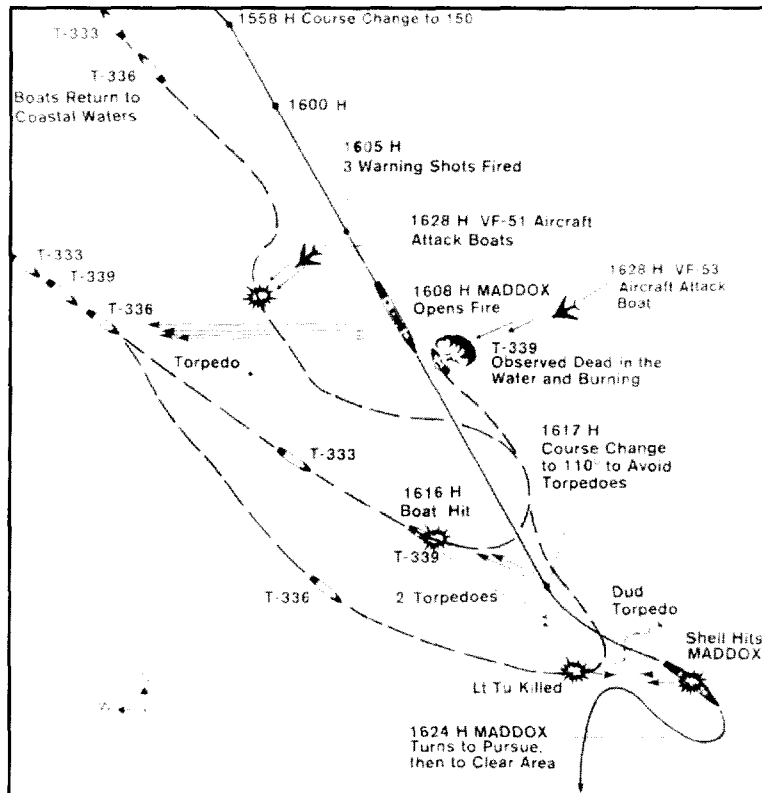 1558 H Course Change to 150
T-333
T-336
Boats Return to
Coastal Waters
1600 H
1605 H
3 Warning Shots Fired
1628 H VF-51 Aircraft
Attack Boats
1628 H VF-53
Aircraft Attack
Boat
T-333
T-339
T-336
1608 H MADDOX
Opens Fire
T-339
Observed Dead in the
Water and Burning
Torpedo
1617 H
Course Change
to 110° to Avoid
Torpedoes
T-333
1616 H
Boat Hit
T-339
T-336
2 Torpedoes
Dud
Torpedo
Shell Hits
MADDOX
Lt Tu Killed
1624 H MADDOX
Turns to Pursue,
then to Clear Area